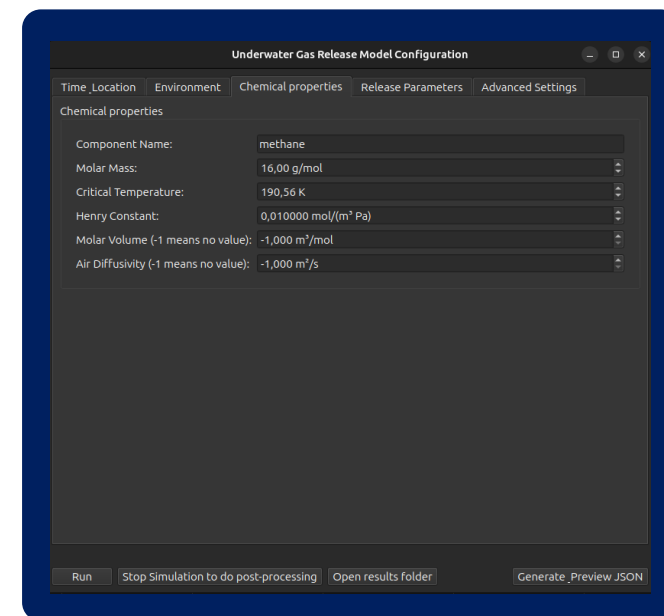 Underwater Gas Release Model Configuration
Time_Location Environment Chemical properties Release Parameters Advanced Settings
Chemical properties
Component Name: methane
Molar Mass: 16,00 g/mol
Critical Temperature: 190,56 K
Henry Constant: 0,010000 mol/(m³ Pa)
Molar Volume (-1 means no value): -1,000 m³/mol
Air Diffusivity (-1 means no value): -1,000 m²/s
Run Stop Simulation to do post-processing Open results folder Generate_Preview JSON